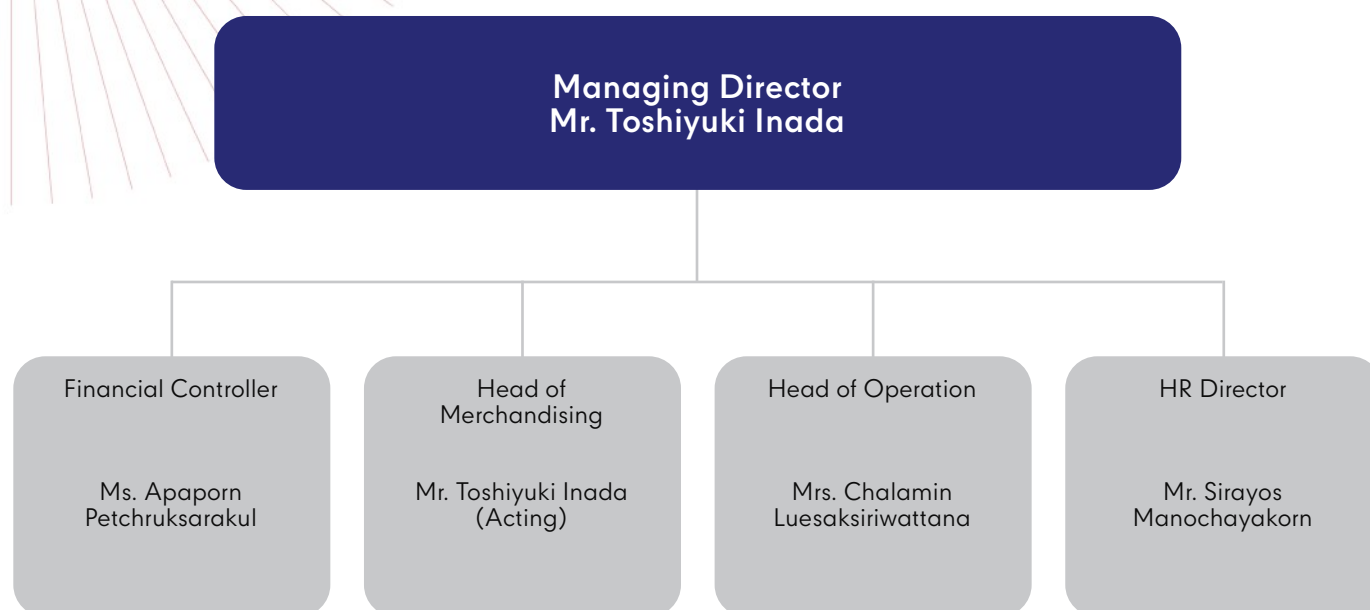 Managing Director
Mr. Toshiyuki Inada
Financial Controller
Ms. Apaporn
Petchruksarakul
Head of
Merchandising
Mr. Toshiyuki Inada
(Acting)
Head of Operation
Mrs. Chalamin
Luesaksiriwattana
HR Director
Mr. Sirayos
Manochayakorn